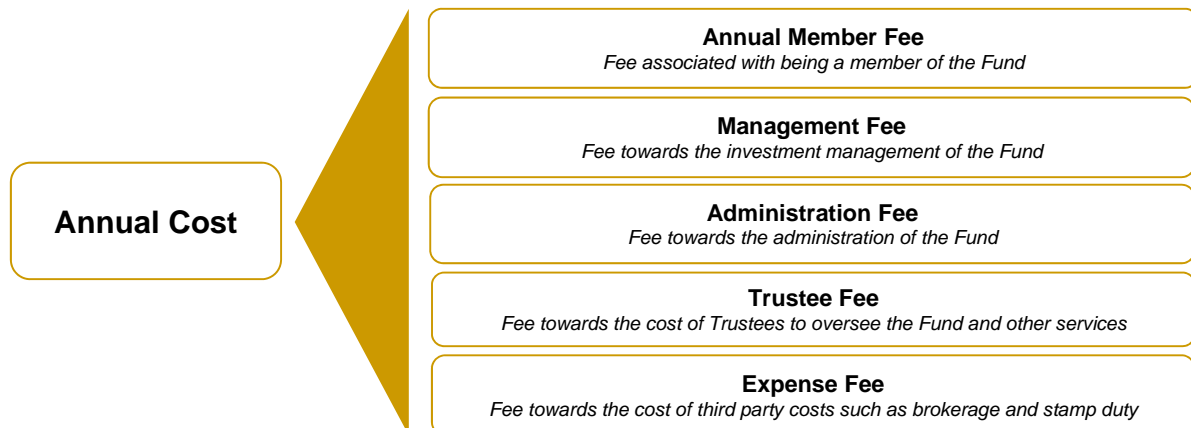 Annual Cost
Annual Member Fee
Fee associated with being a member of the Fund
Management Fee
Fee towards the investment management of the Fund
Administration Fee
Fee towards the administration of the Fund
Trustee Fee
Fee towards the cost of Trustees to oversee the Fund and other services
Expense Fee
Fee towards the cost of third party costs such as brokerage and stamp duty